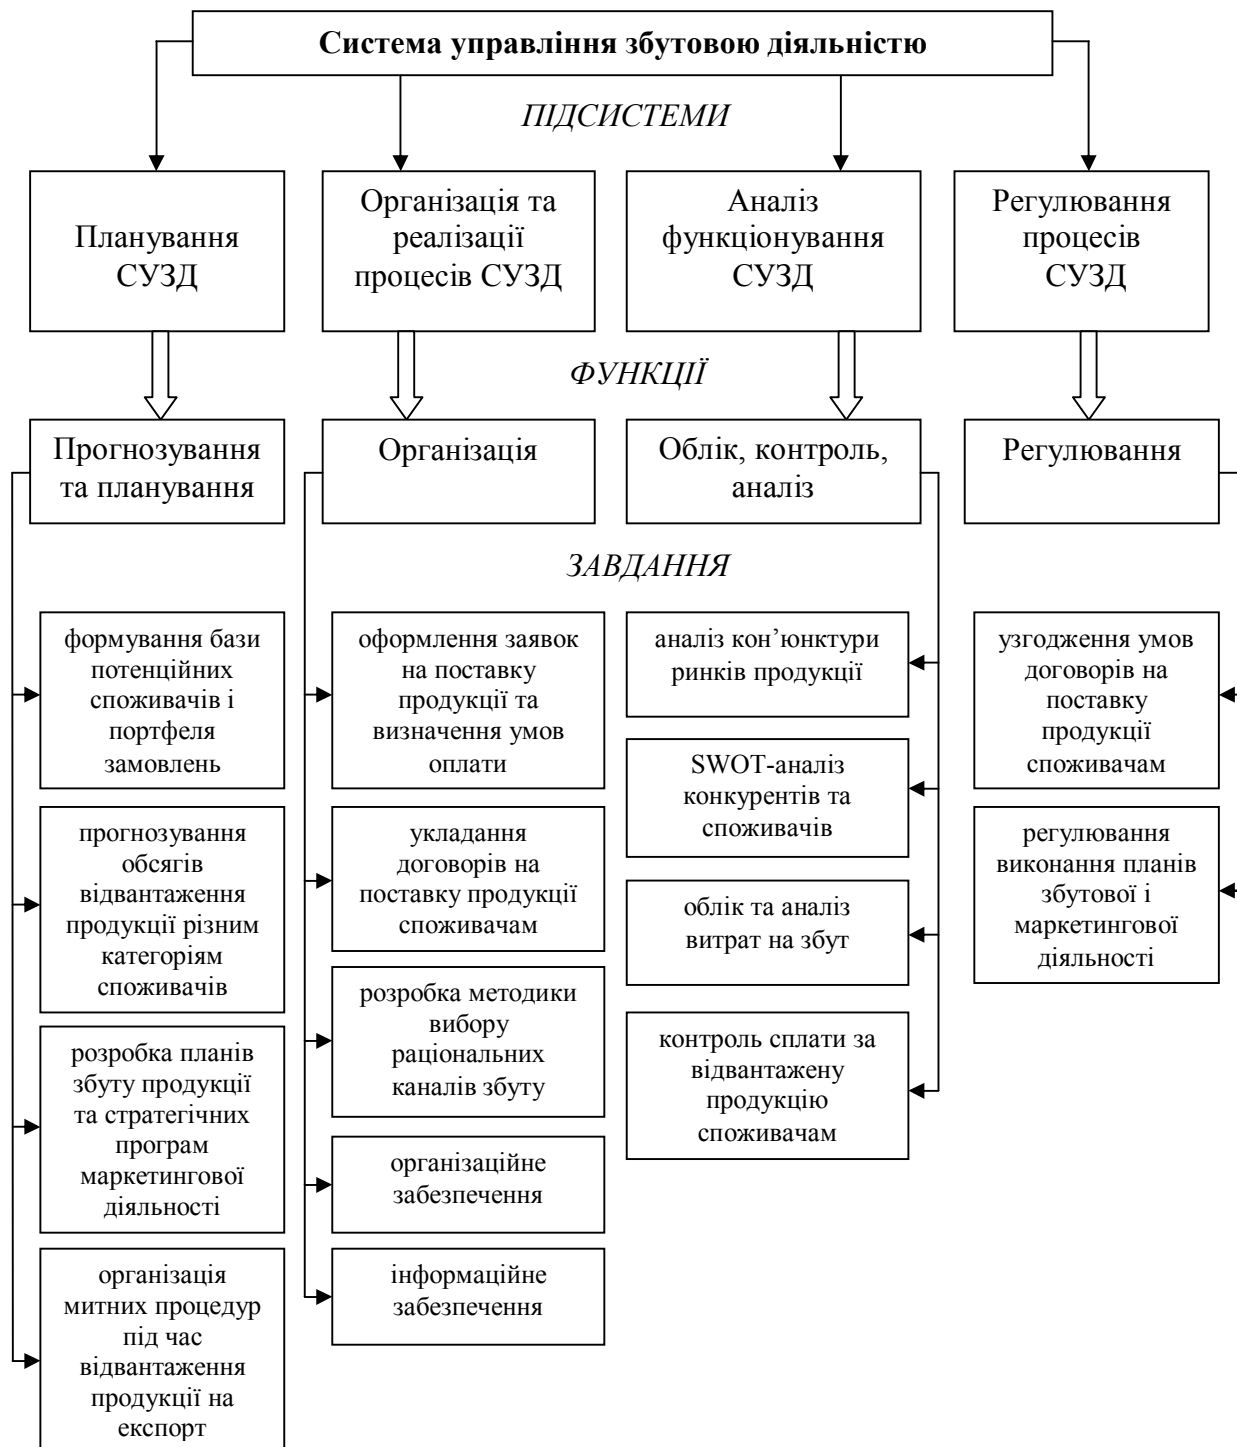 Система управління збутовою діяльністю
ПІДСИСТЕМИ
Планування
СУЗД
Організація та
реалізації
процесів СУЗД
Аналіз
функціонування
СУЗД
Регулювання
процесів
СУЗД
ФУНКЦІЇ
Прогнозування
та планування
Організація
Облік, контроль,
аналіз
Регулювання
ЗАВДАННЯ
формування бази
потенційних
споживачів і
портфеля
замовлень
прогнозування
обсягів
відвантаження
продукції різним
категоріям
споживачів
розробка планів
збуту продукції
та стратегічних
програм
маркетингової
діяльності
організація
митних процедур
під час
відвантаження
продукції на
експорт
оформлення заявок
на поставку
продукції та
визначення умов
оплати
укладання
договорів на
поставку продукції
споживачам
розробка методики
вибору
раціональних
каналів збуту
організаційне
забезпечення
інформаційне
забезпечення
аналіз кон’юнктури
ринків продукції
SWOT-аналіз
конкурентів та
споживачів
облік та аналіз
витрат на збут
контроль сплати за
відвантажену
продукцію
споживачам
узгодження умов
договорів на
поставку
продукції
споживачам
регулювання
виконання планів
збутової і
маркетингової
діяльності